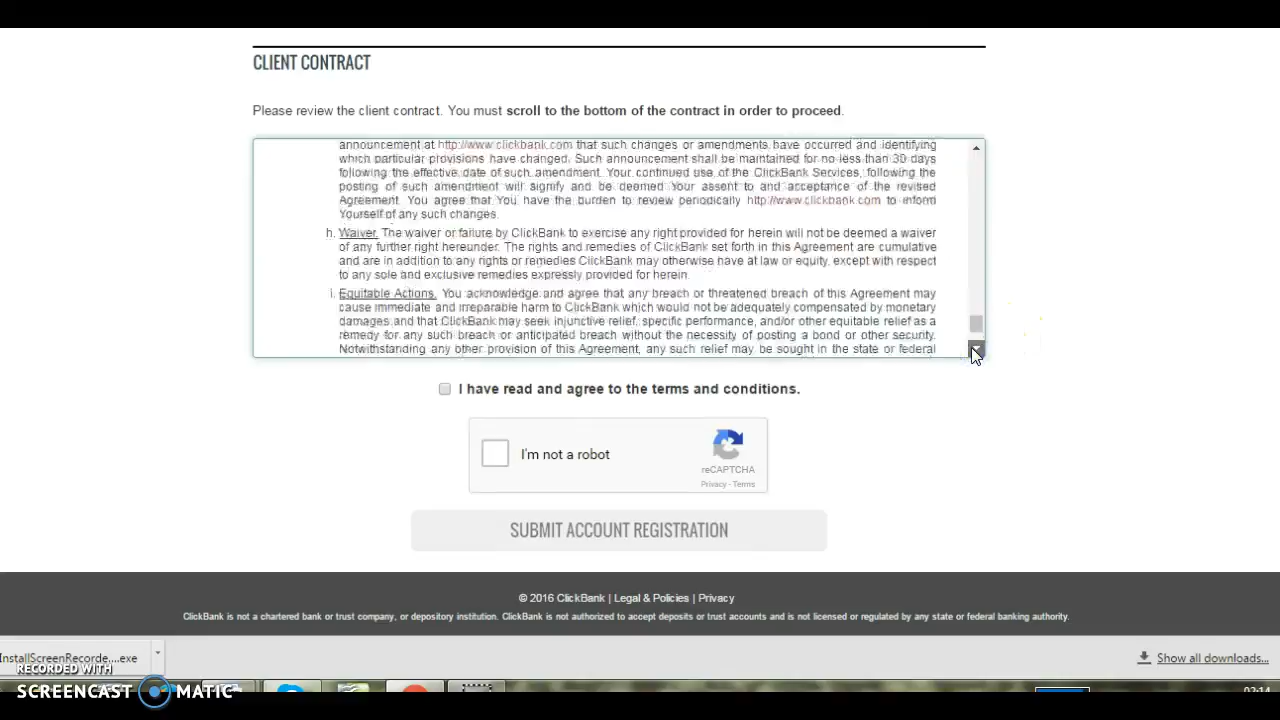 CLIENT CONTRACT
Please review the client contract. You must scroll to the bottom of the contract in order to proceed.
announcement at http://www.clickbank.com that such changes or amendments have occurred and identifying
which particular provisions have changed. Such announcement shall be maintained for no less than 30 days
following the effective date of such amendment. Your continued use of the ClickBank Services, following the
posting of such amendment will signify and be deemed Your assent to and acceptance of the revised
Agreement. You agree that You have the burden to review periodically http://www.clickbank.com to inform
Yourself of any such changes.
h. Waiver. The waiver or failure by ClickBank to exercise any right provided for herein will not be deemed a waiver
of any further right hereunder. The rights and remedies of ClickBank set forth in this Agreement are cumulative
and are in addition to any rights or remedies ClickBank may otherwise have at law or equity, except with respect
to any sole and exclusive remedies expressly provided for herein.
i. Equitable Actions. You acknowledge and agree that any breach or threatened breach of this Agreement may
cause immediate and irreparable harm to ClickBank which would not be adequately compensated by monetary
damages and that ClickBank may seek injunctive relief, specific performance, and/or other equitable relief as a
remedy for any such breach or anticipated breach without the necessity of posting a bond or other security.
Notwithstanding any other provision of this Agreement, any such relief may be sought in the state or federal
I have read and agree to the terms and conditions.
I'm not a robot
reCAPTCHA
Privacy - Terms
SUBMIT ACCOUNT REGISTRATION
© 2016 ClickBank | Legal & Policies | Privacy
ClickBank is not a chartered bank or trust company, or depository institution. ClickBank is not authorized to accept deposits or trust accounts and is not licensed or regulated by any state or federal banking authority.
InstallScreenRecorde....exe
Show all downloads...
RECORDED WITH
SCREENCAST MATIC